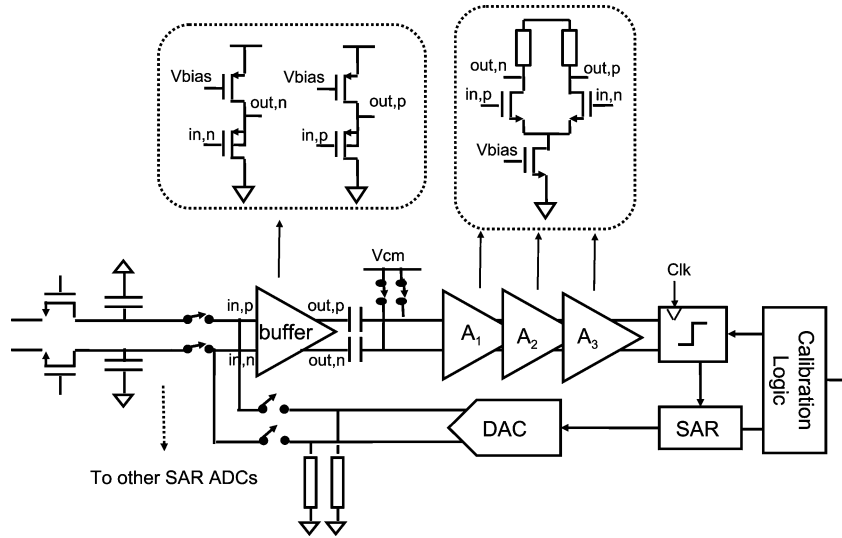 Vbias
out,n
in,n
Vbias
out,p
in,p
out,n
out,p
in,p
in,n
Vbias
Vcm
Clk
in,p
out,p
buffer
in,n
out,n
A1
A2
A3
Calibration
Logic
DAC
SAR
To other SAR ADCs